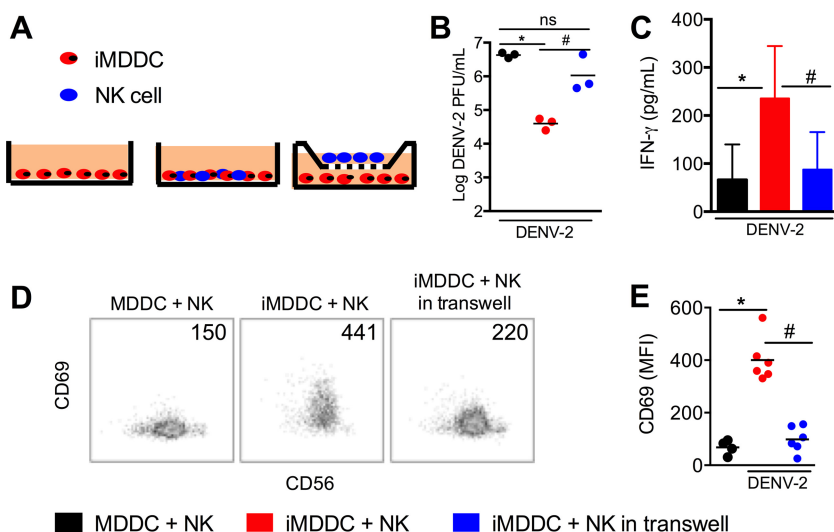 A
iMDDC
NK cell
B
ns
* #
Log DENV-2 PFU/mL
7
6
5
4
3
2
DENV-2
C
IFN-γ (pg/mL)
400
300
200
100
0
* #
DENV-2
D
MDDC + NK
iMDDC + NK
iMDDC + NK
in transwell
150
441
220
CD69
CD56
E
CD69 (MFI)
600
400
200
0
*
#
DENV-2
MDDC + NK
iMDDC + NK
iMDDC + NK in transwell